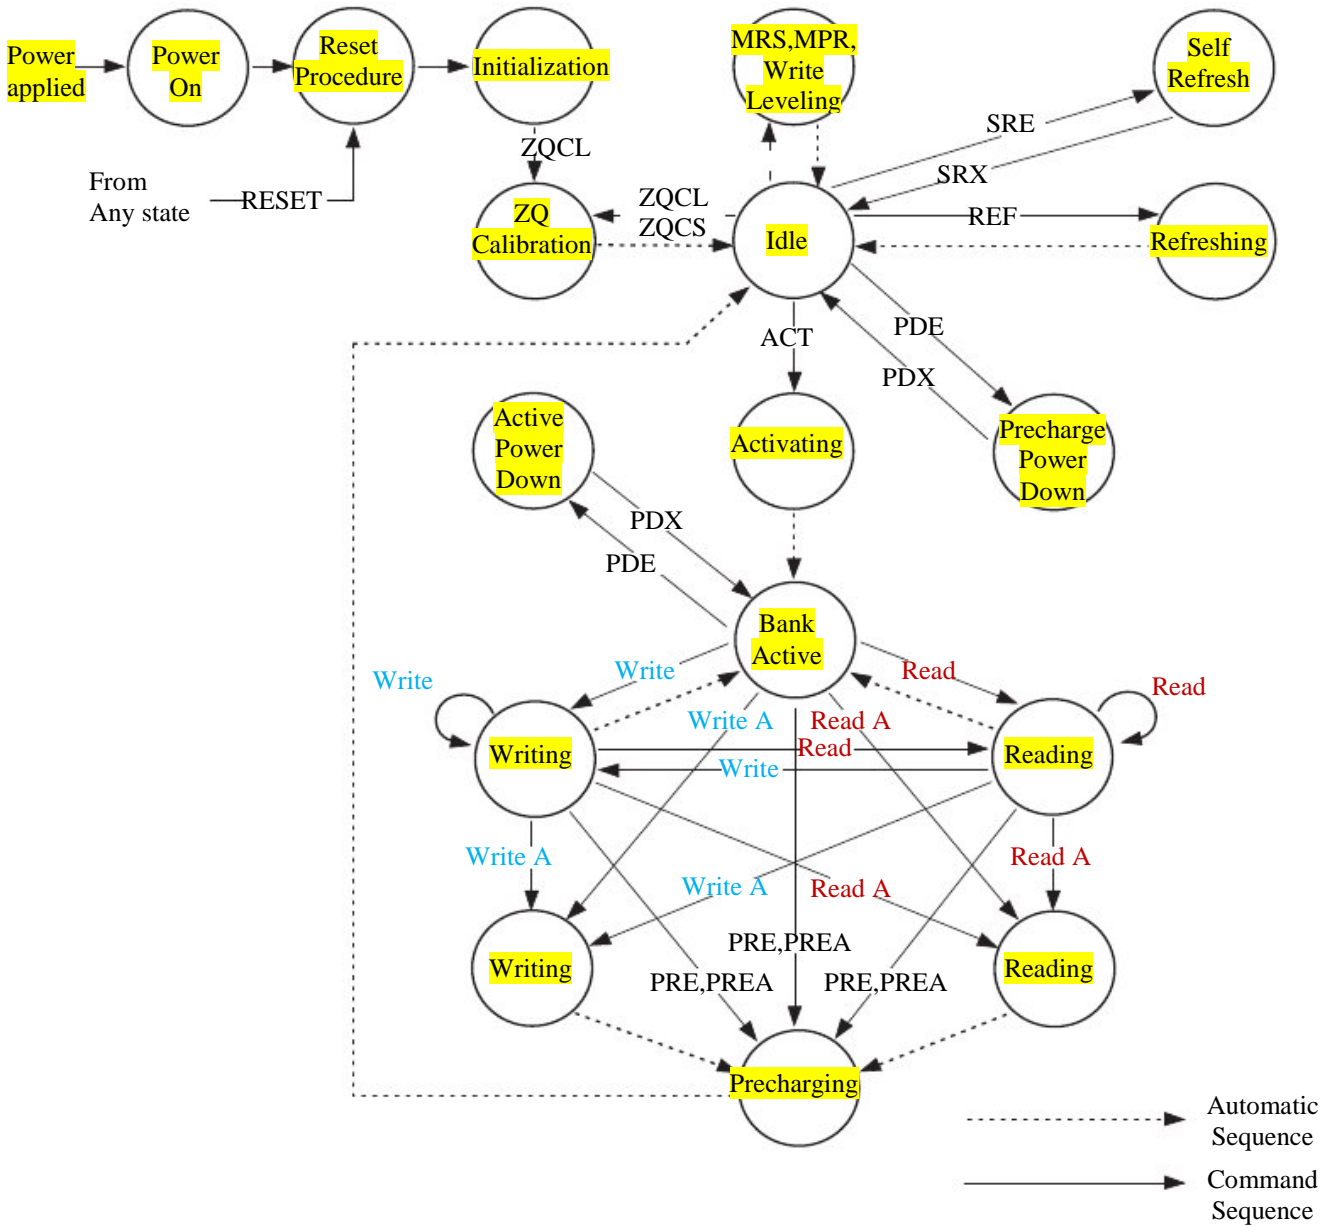 Power
applied
Power
On
Reset
Procedure
Initialization
MRS,MPR,
Write
Leveling
Self
Refresh
ZQCL
SRE
SRX
From
Any state
RESET
ZQ
Calibration
ZQCL
ZQCS
Idle
REF
Refreshing
ACT
PDE
PDX
Active
Power
Down
Activating
Precharge
Power
Down
PDX
PDE
Bank
Active
Write
Write
Read
Read
Write A
Read A
Writing
Read
Write
Reading
Write A
Write A
Read A
Read A
PRE,PREA
Writing
PRE,PREA
PRE,PREA
Reading
Precharging
Automatic
Sequence
Command
Sequence